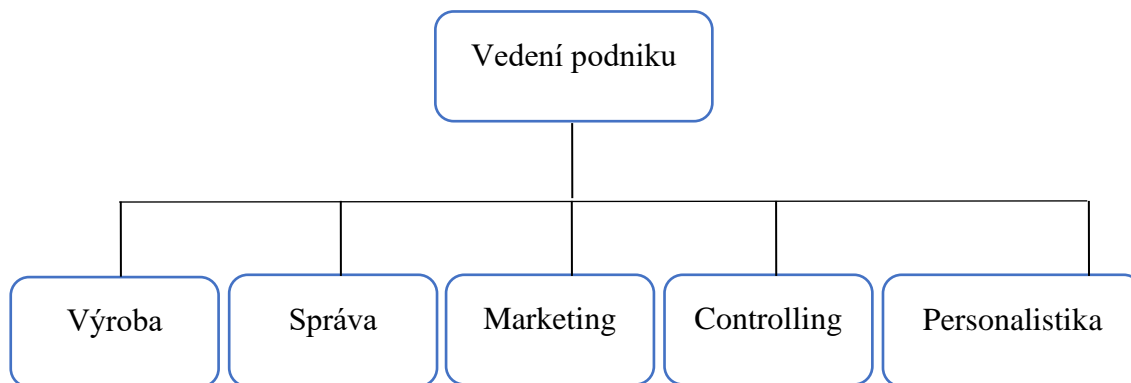 Vedení podniku
Výroba
Správa
Marketing
Controlling
Personalistika